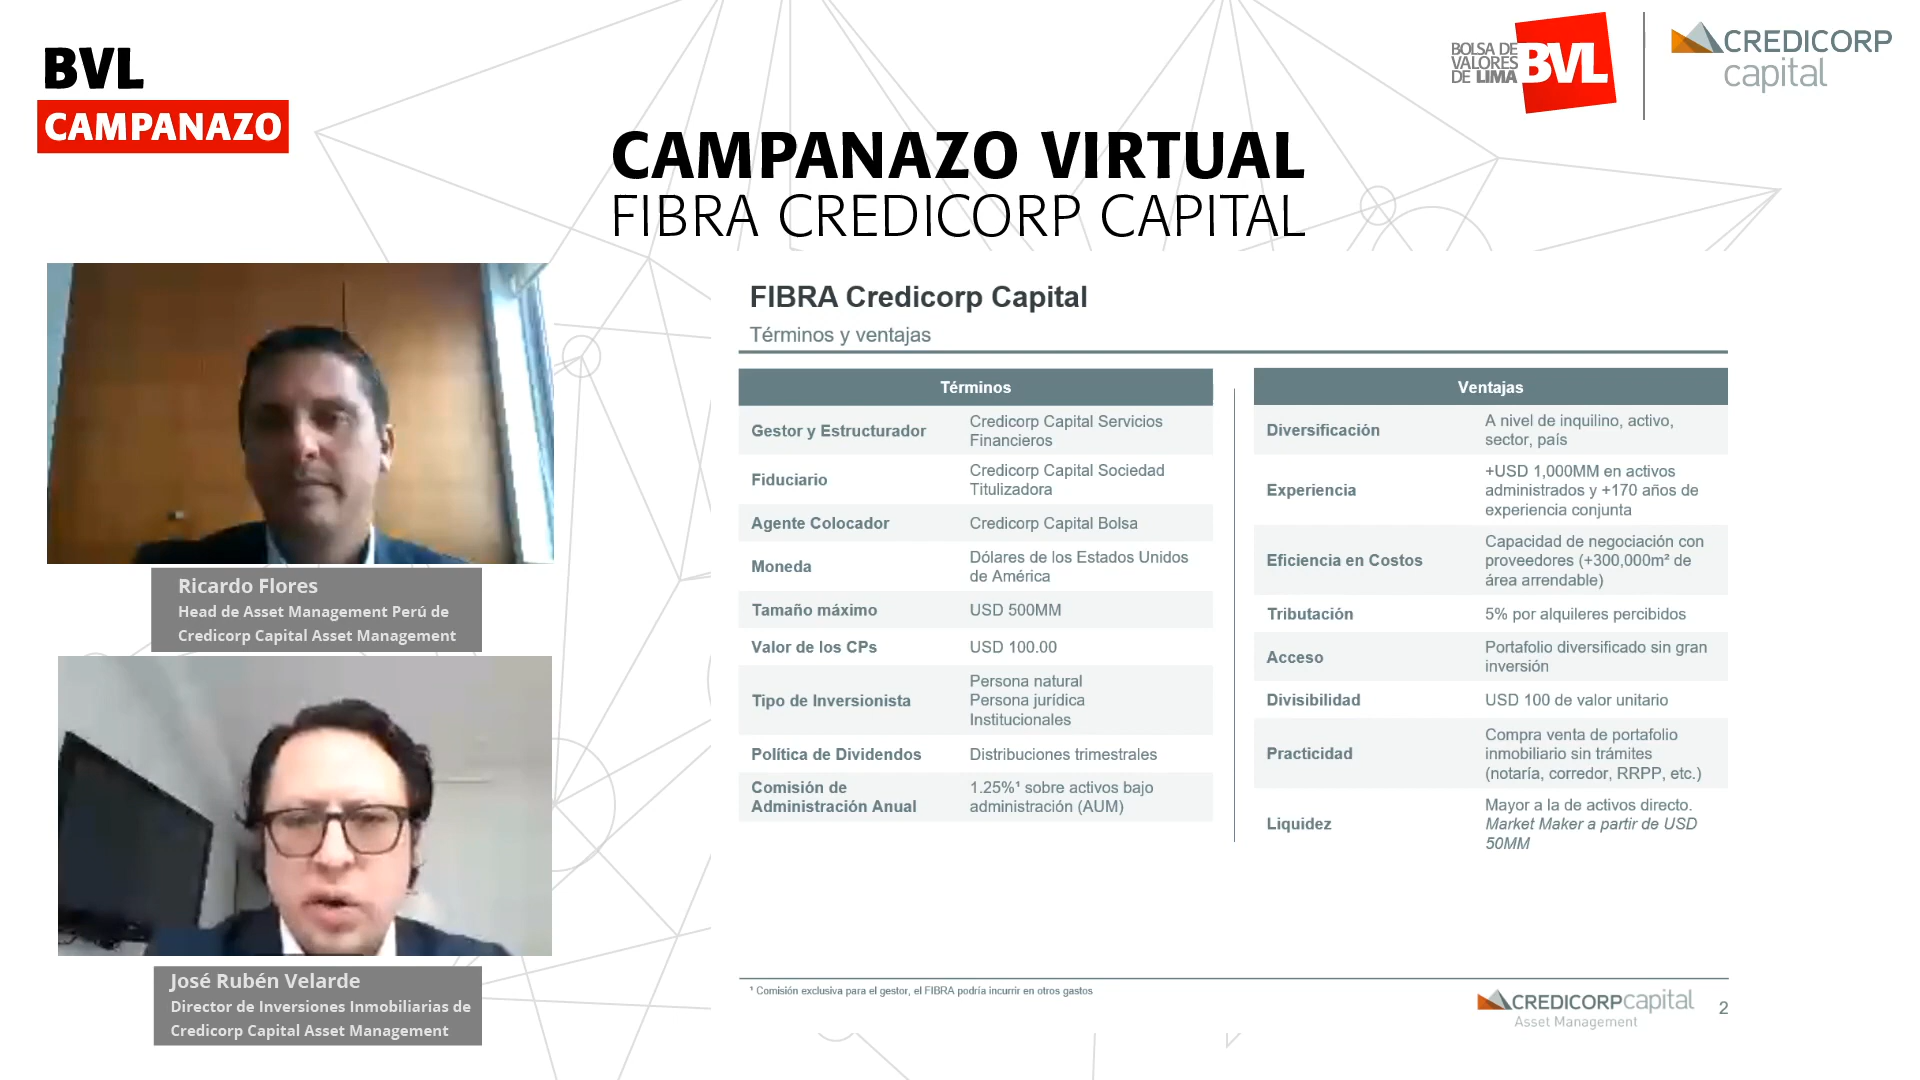 BVL
CAMPANAZO
BOLSA DE
VALORES
DE LIMA
BVL
CREDICORP
capital
CAMPANAZO VIRTUAL
FIBRA CREDICORP CAPITAL
Ricardo Flores
Head de Asset Management Perú de
Credicorp Capital Asset Management
José Rubén Velarde
Director de Inversiones Inmobiliarias de
Credicorp Capital Asset Management
FIBRA Credicorp Capital
Términos y ventajas
Términos
Gestor y Estructurador
Credicorp Capital Servicios
Financieros
Fiduciario
Credicorp Capital Sociedad
Titulizadora
Agente Colocador
Credicorp Capital Bolsa
Moneda
Dólares de los Estados Unidos
de América
Tamaño máximo
USD 500MM
Valor de los CPs
USD 100.00
Tipo de Inversionista
Persona natural
Persona jurídica
Institucionales
Política de Dividendos
Distribuciones trimestrales
Comisión de
Administración Anual
1.25%¹ sobre activos bajo
administración (AUM)
Ventajas
Diversificación
A nivel de inquilino, activo,
sector, país
Experiencia
+USD 1,000MM en activos
administrados y +170 años de
experiencia conjunta
Eficiencia en Costos
Capacidad de negociación con
proveedores (+300,000m² de
área arrendable)
Tributación
5% por alquileres percibidos
Acceso
Portafolio diversificado sin gran
inversión
Divisibilidad
USD 100 de valor unitario
Practicidad
Compra venta de portafolio
inmobiliario sin trámites
(notaría, corredor, RRPP, etc.)
Liquidez
Mayor a la de activos directo.
Market Maker a partir de USD
50MM
¹ Comisión exclusiva para el gestor, el FIBRA podría incurrir en otros gastos
CREDICORPcapital
Asset Management
2